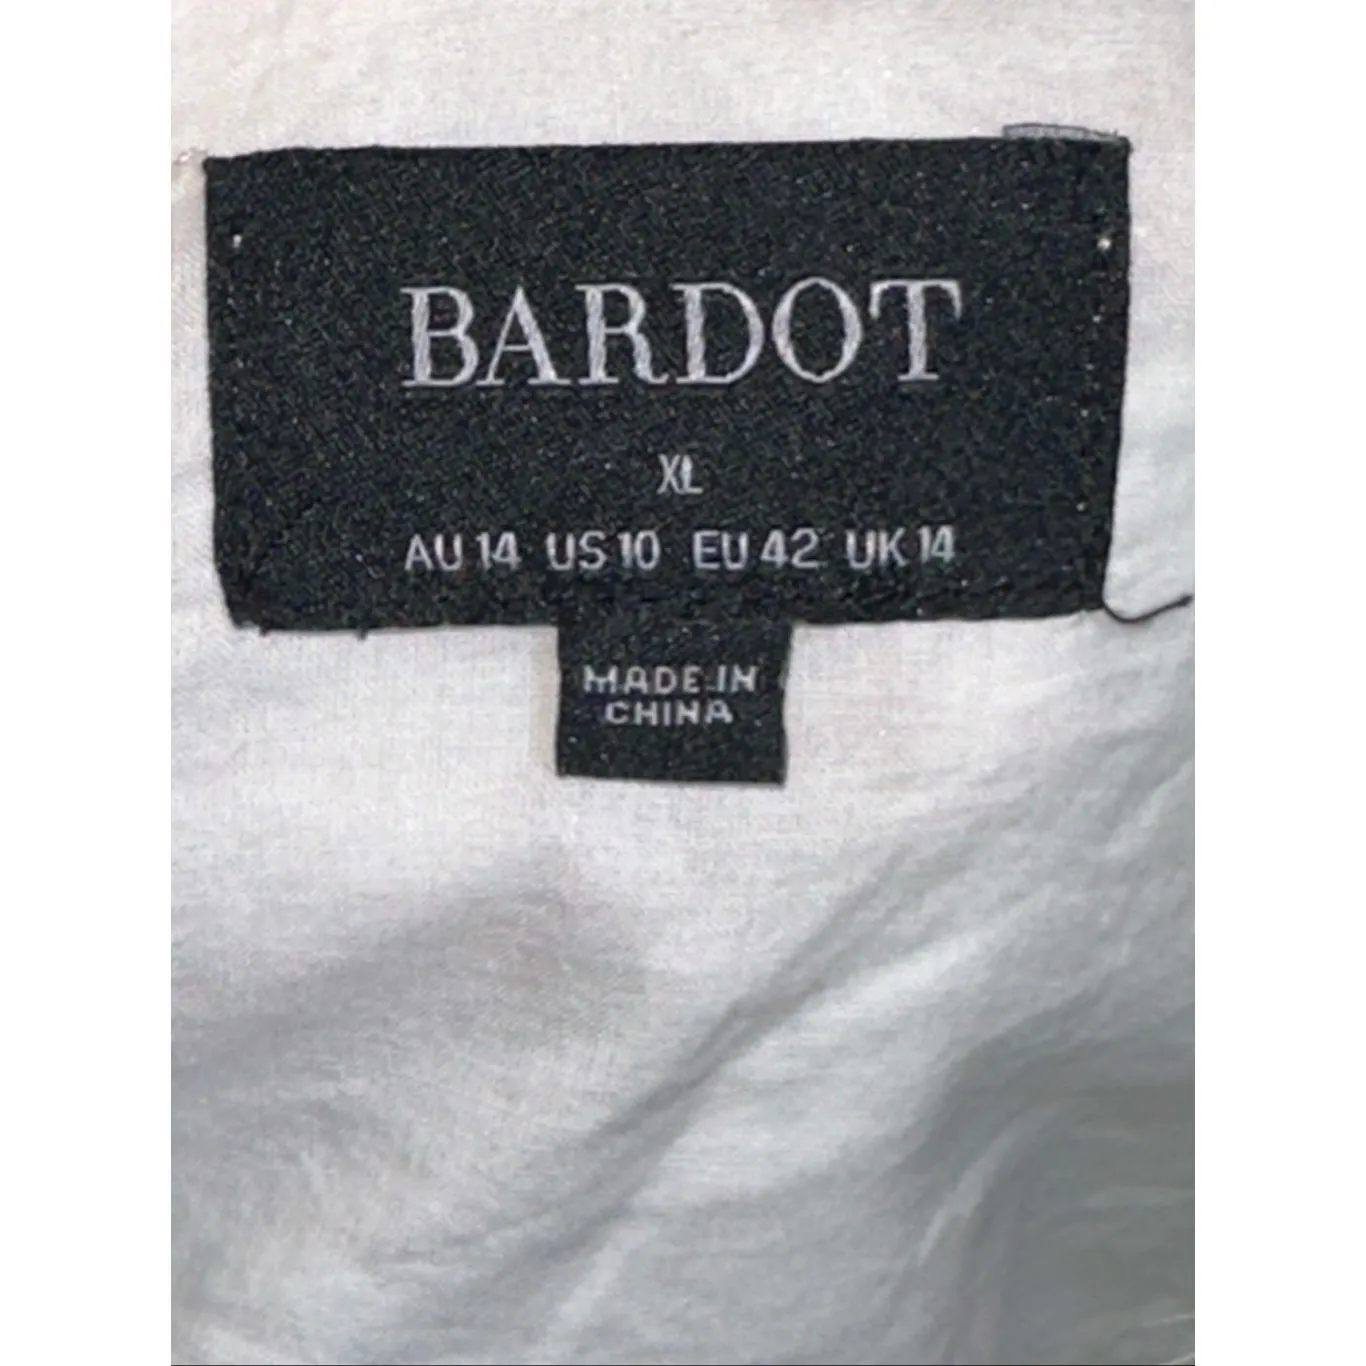 BARDOT
XL
AU 14 US 10 EU 42 UK 14
MADE IN
CHINA